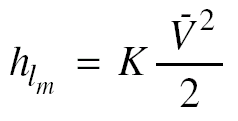 $h_{l_m} = K \frac{\bar{V}^2}{2}$